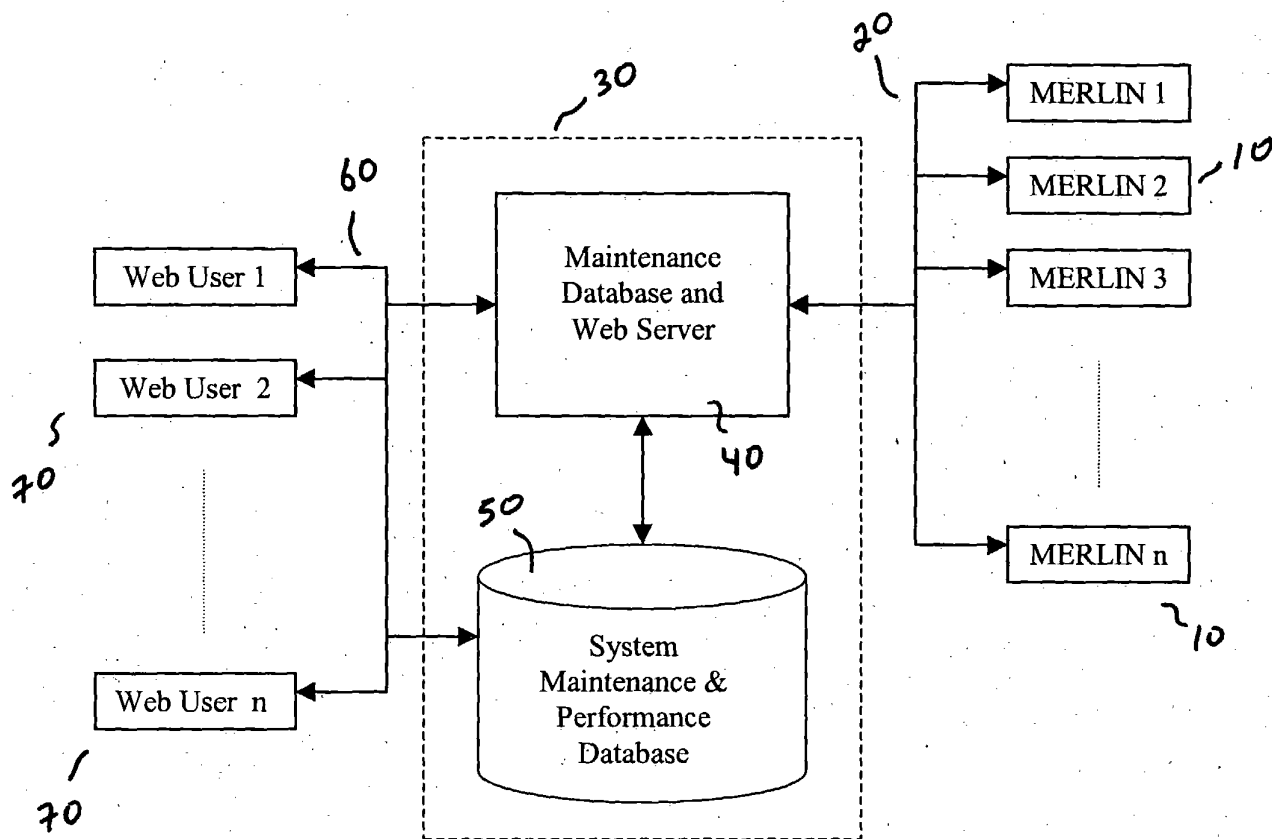 20
30
MERLIN 1
60
MERLIN 2
10
Web User 1
Maintenance
Database and
Web Server
MERLIN 3
Web User 2
70
40
50
MERLIN n
10
System
Maintenance &
Performance
Database
Web User n
70